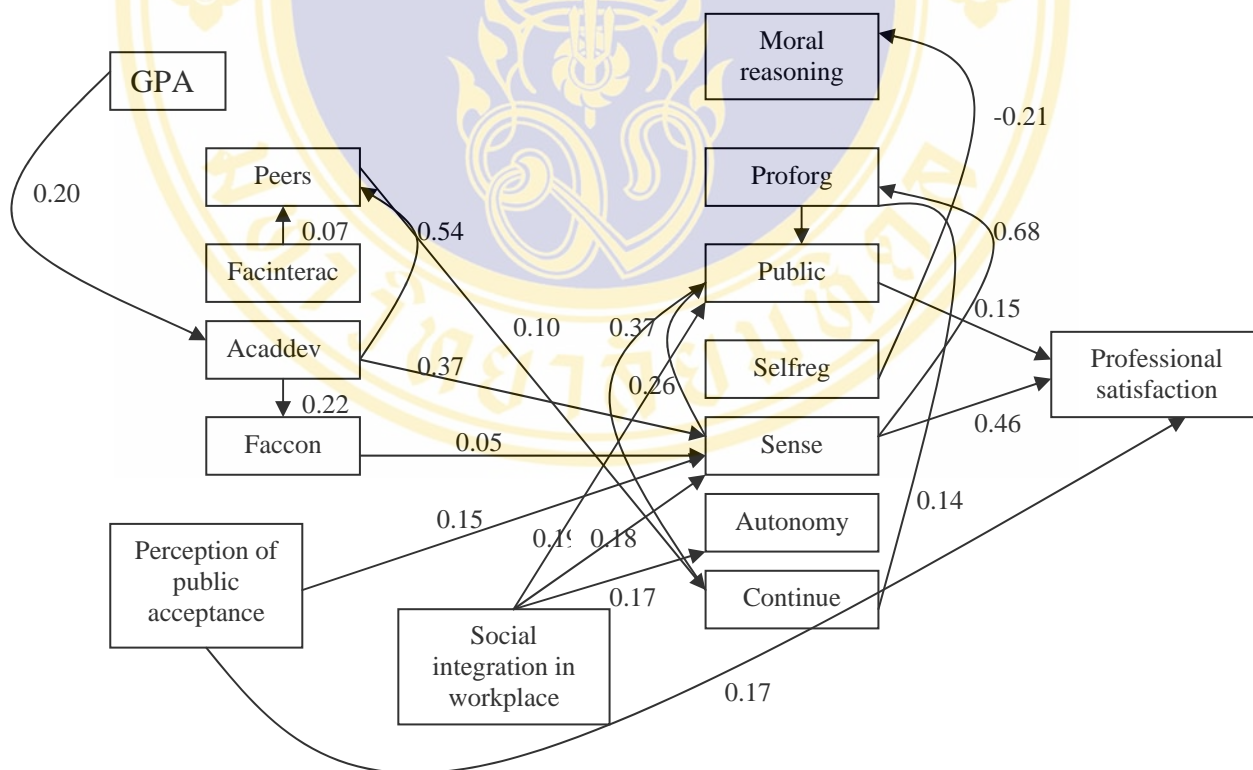 Moral
reasoning
GPA
-0.21
Peers
Proforg
0.20
0.07
0.54
0.68
Facinterac
Public
0.10
0.37
0.15
Acaddev
0.37
Selfreg
0.26
Professional
satisfaction
0.22
Faccon
0.05
Sense
0.46
0.15
Autonomy
0.14
Perception of
public
acceptance
0.19
0.18
0.17
Continue
Social
integration in
workplace
0.17